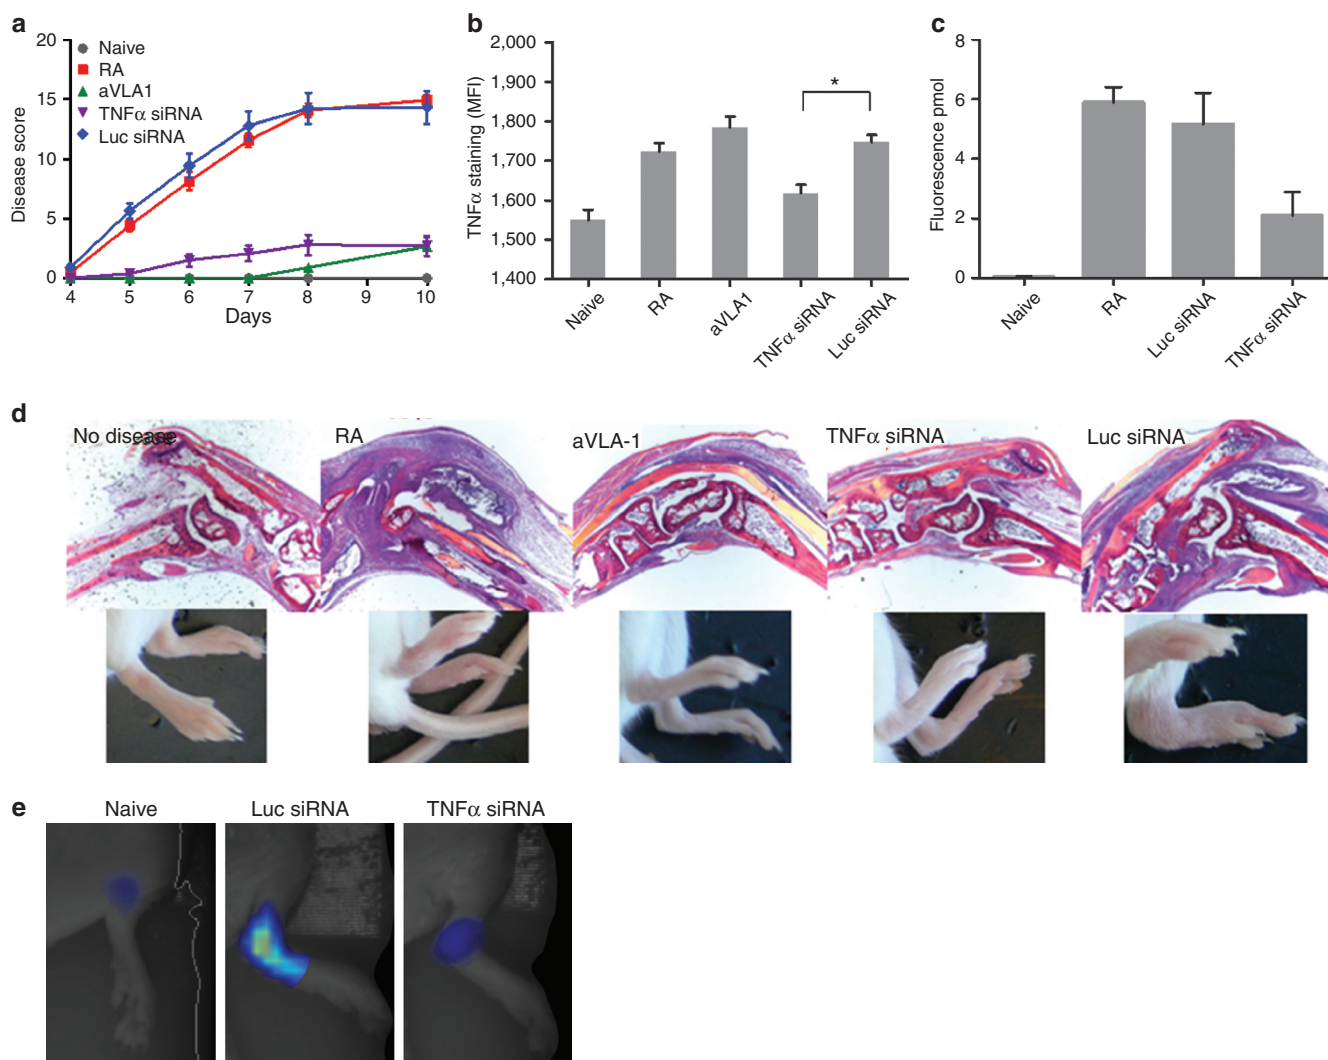 a
20
15
10
5
0
Disease score
Naive
RA
aVLA1
TNFα siRNA
Luc siRNA
4 5 6 7 8 9 10
Days
b
2,000
1,900
1,800
1,700
1,600
1,500
1,400
TNFα staining (MFI)
*
Naive
RA
aVLA1
TNFα siRNA
Luc siRNA
c
8
6
4
2
0
Fluorescence pmol
Naive
RA
Luc siRNA
TNFα siRNA
d
No disease
RA
aVLA-1
TNFα siRNA
Luc siRNA
e
Naive
Luc siRNA
TNFα siRNA